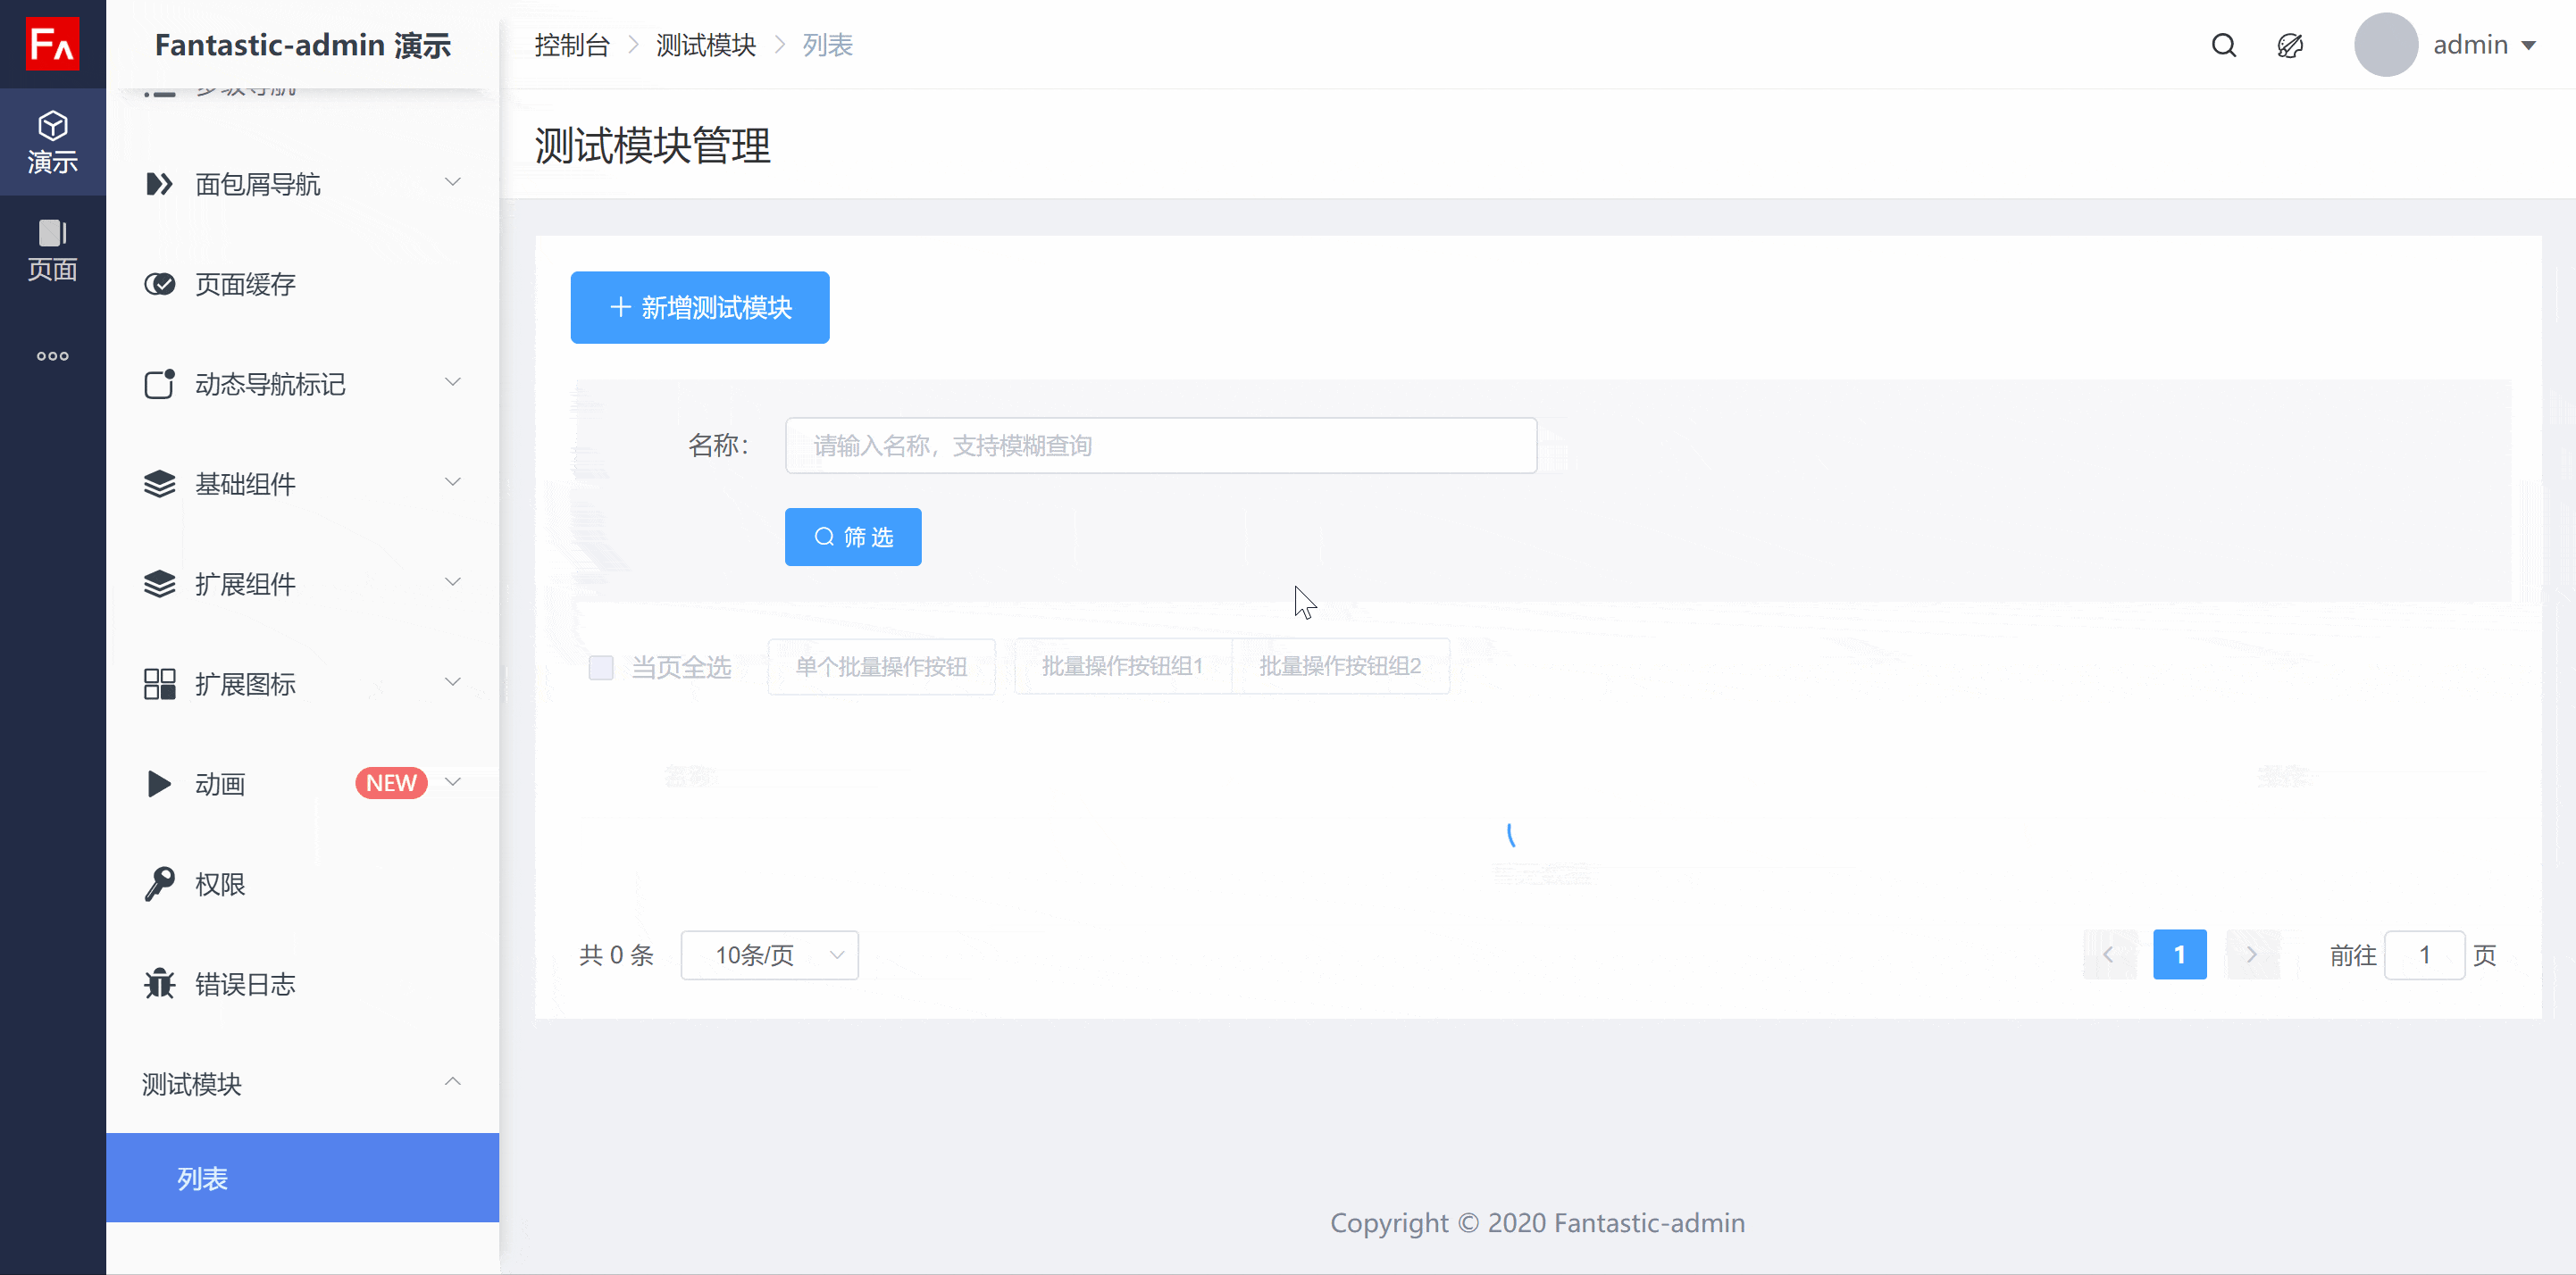 FA
演示
页面
Fantastic-admin 演示
面包屑导航
页面缓存
动态导航标记
基础组件
扩展组件
扩展图标
动画 NEW
权限
错误日志
测试模块
列表
控制台 测试模块 列表
admin
测试模块管理
新增测试模块
名称： 请输入名称，支持模糊查询
筛 选
当页全选 单个批量操作按钮 批量操作按钮组1 批量操作按钮组2
共 0 条 10条/页 1 前往 1 页
Copyright © 2020 Fantastic-admin